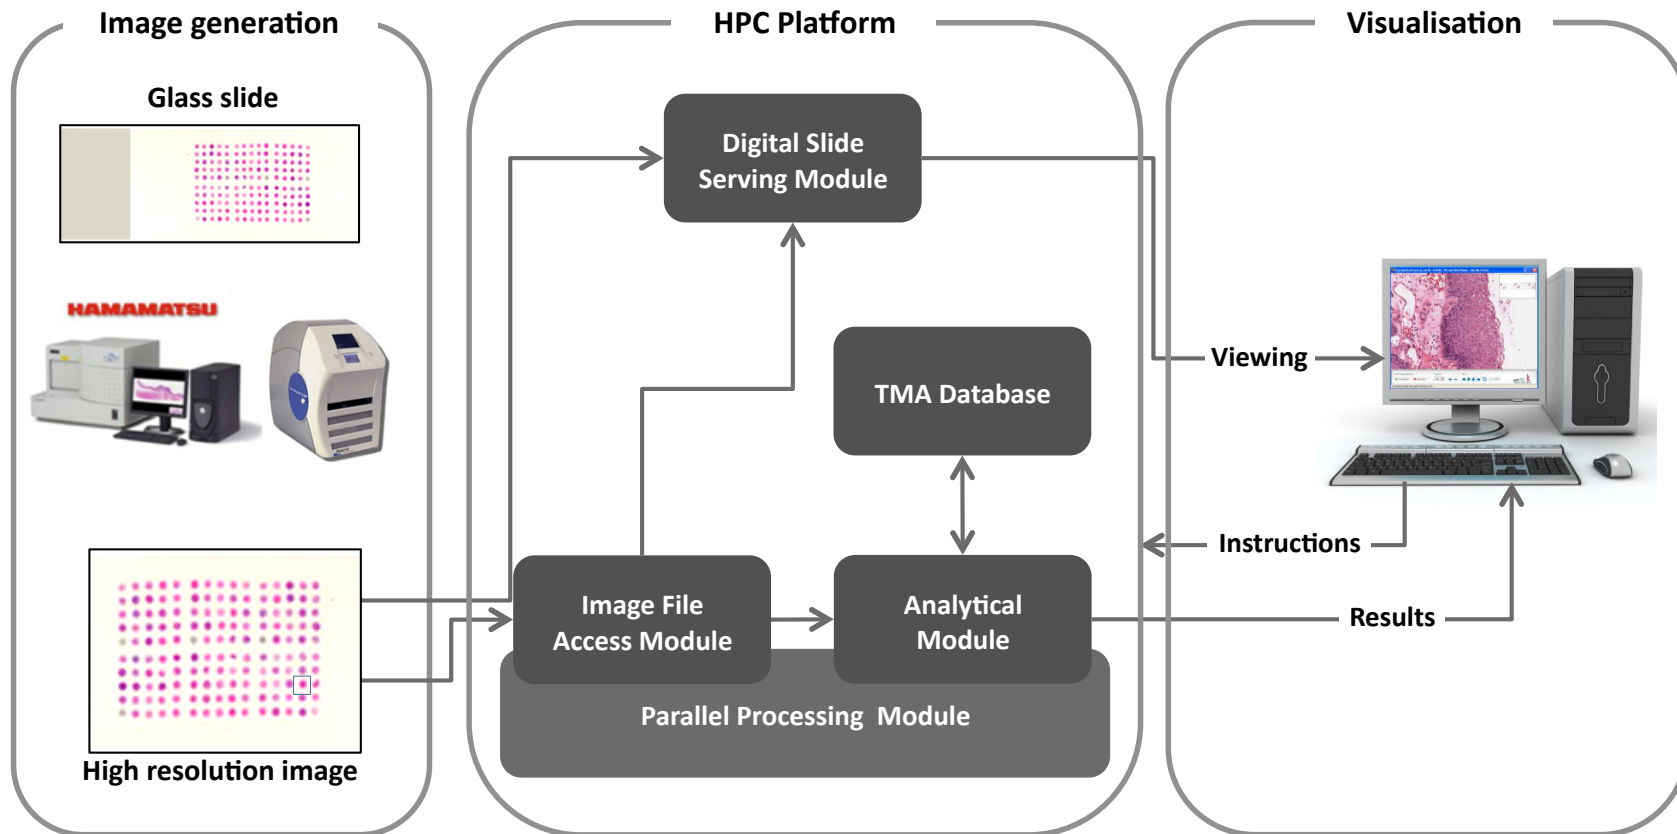 Image generation
HPC Platform
Visualisation
Glass slide
HAMAMATSU
High resolution image
Digital Slide
Serving Module
TMA Database
Image File
Access Module
Analytical
Module
Parallel Processing Module
Viewing
Instructions
Results